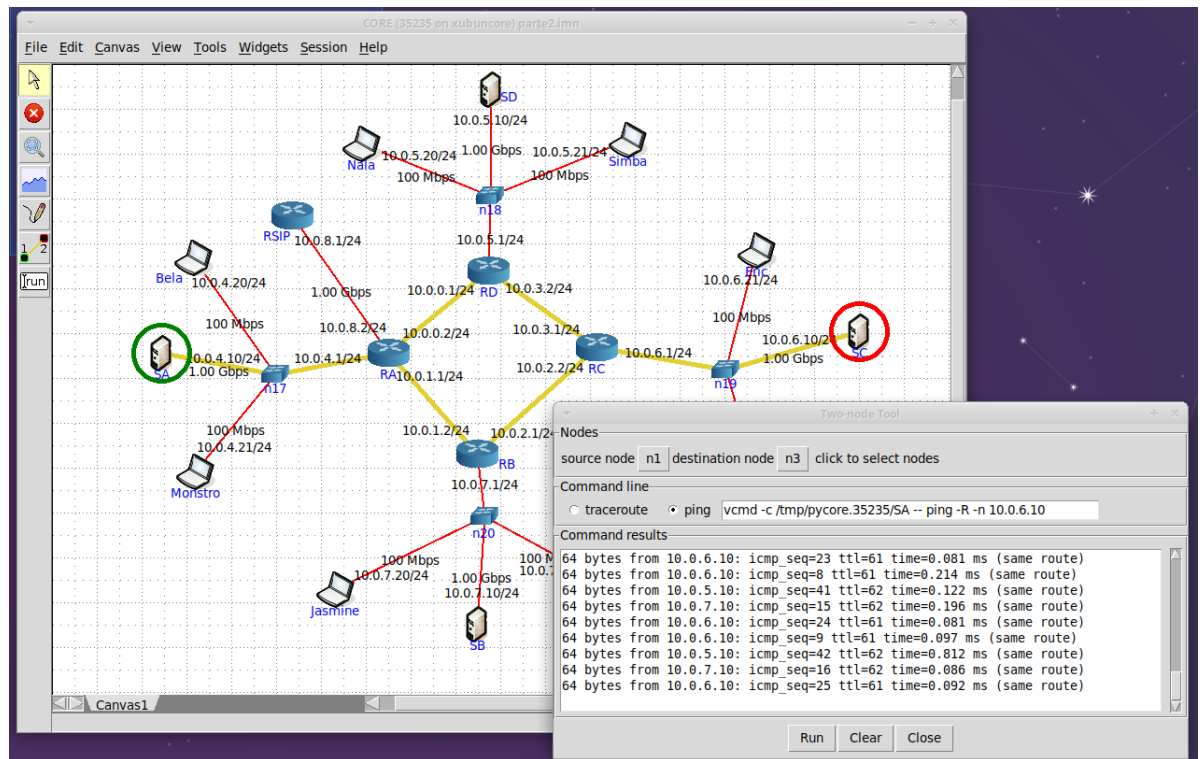 CORE (35235 on xubuncore) parte2.imn
File Edit Canvas View Tools Widgets Session Help
SD
10.0.5.10/24
Nala
10.0.5.20/24
1.00 Gbps
10.0.5.21/24
Simba
100 Mbps
100 Mbps
n18
RSIP
10.0.8.1/24
10.0.5.1/24
Bela
10.0.4.20/24
1.00 Gbps
10.0.0.1/24
RD
10.0.3.2/24
Eric
10.0.6.21/24
100 Mbps
10.0.8.2/24
10.0.0.2/24
10.0.3.1/24
100 Mbps
10.0.6.10/24
SA
10.0.4.10/24
10.0.4.1/24
1.00 Gbps
n17
RA
10.0.1.1/24
10.0.2.2/24
RC
10.0.6.1/24
1.00 Gbps
SC
n19
100 Mbps
10.0.4.21/24
Monstro
10.0.1.2/24
10.0.2.1/24
RB
10.0.7.1/24
n20
100 Mbps
10.0.7.20/24
Jasmine
1.00 Gbps
10.0.7.10/24
SB
100 M
10.0.7
1 2
run
Canvas1
Two-node Tool
Nodes
source node n1 destination node n3 click to select nodes
Command line
traceroute ping vcmd -c /tmp/pycore.35235/SA -- ping -R -n 10.0.6.10
Command results
64 bytes from 10.0.6.10: icmp_seq=23 ttl=61 time=0.081 ms (same route)
64 bytes from 10.0.6.10: icmp_seq=8 ttl=61 time=0.214 ms (same route)
64 bytes from 10.0.5.10: icmp_seq=41 ttl=62 time=0.122 ms (same route)
64 bytes from 10.0.7.10: icmp_seq=15 ttl=62 time=0.196 ms (same route)
64 bytes from 10.0.6.10: icmp_seq=24 ttl=61 time=0.081 ms (same route)
64 bytes from 10.0.6.10: icmp_seq=9 ttl=61 time=0.097 ms (same route)
64 bytes from 10.0.5.10: icmp_seq=42 ttl=62 time=0.812 ms (same route)
64 bytes from 10.0.7.10: icmp_seq=16 ttl=62 time=0.086 ms (same route)
64 bytes from 10.0.6.10: icmp_seq=25 ttl=61 time=0.092 ms (same route)
Run Clear Close